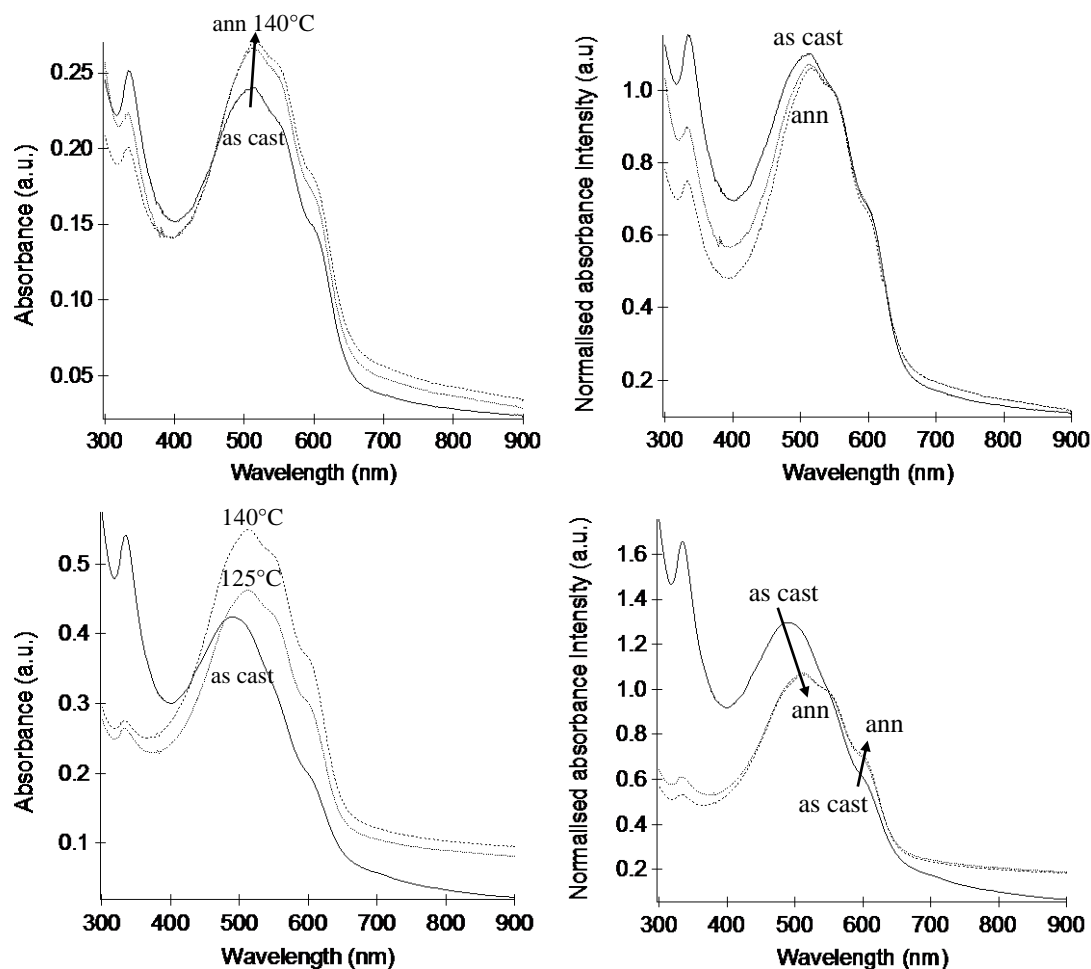 ann 140°C
0.25
0.20
0.15
0.10
0.05
as cast
Absorbance (a.u.)
300 400 500 600 700 800 900
Wavelength (nm)
as cast
ann
1.0
0.8
0.6
0.4
0.2
Normalised absorbance Intensity (a.u)
300 400 500 600 700 800 900
Wavelength (nm)
140°C
125°C
as cast
0.5
0.4
0.3
0.2
0.1
Absorbance (a.u.)
300 400 500 600 700 800 900
Wavelength (nm)
as cast
ann
ann
as cast
1.6
1.4
1.2
1.0
0.8
0.6
0.4
0.2
Normalised absorbance Intensity (a.u.)
300 400 500 600 700 800 900
Wavelength (nm)